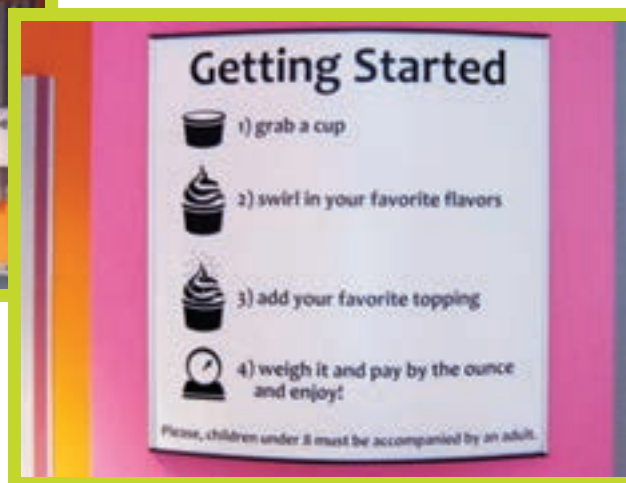 Getting Started
1) grab a cup
2) swirl in your favorite flavors
3) add your favorite topping
4) weigh it and pay by the ounce
and enjoy!
Please, children under 8 must be accompanied by an adult.